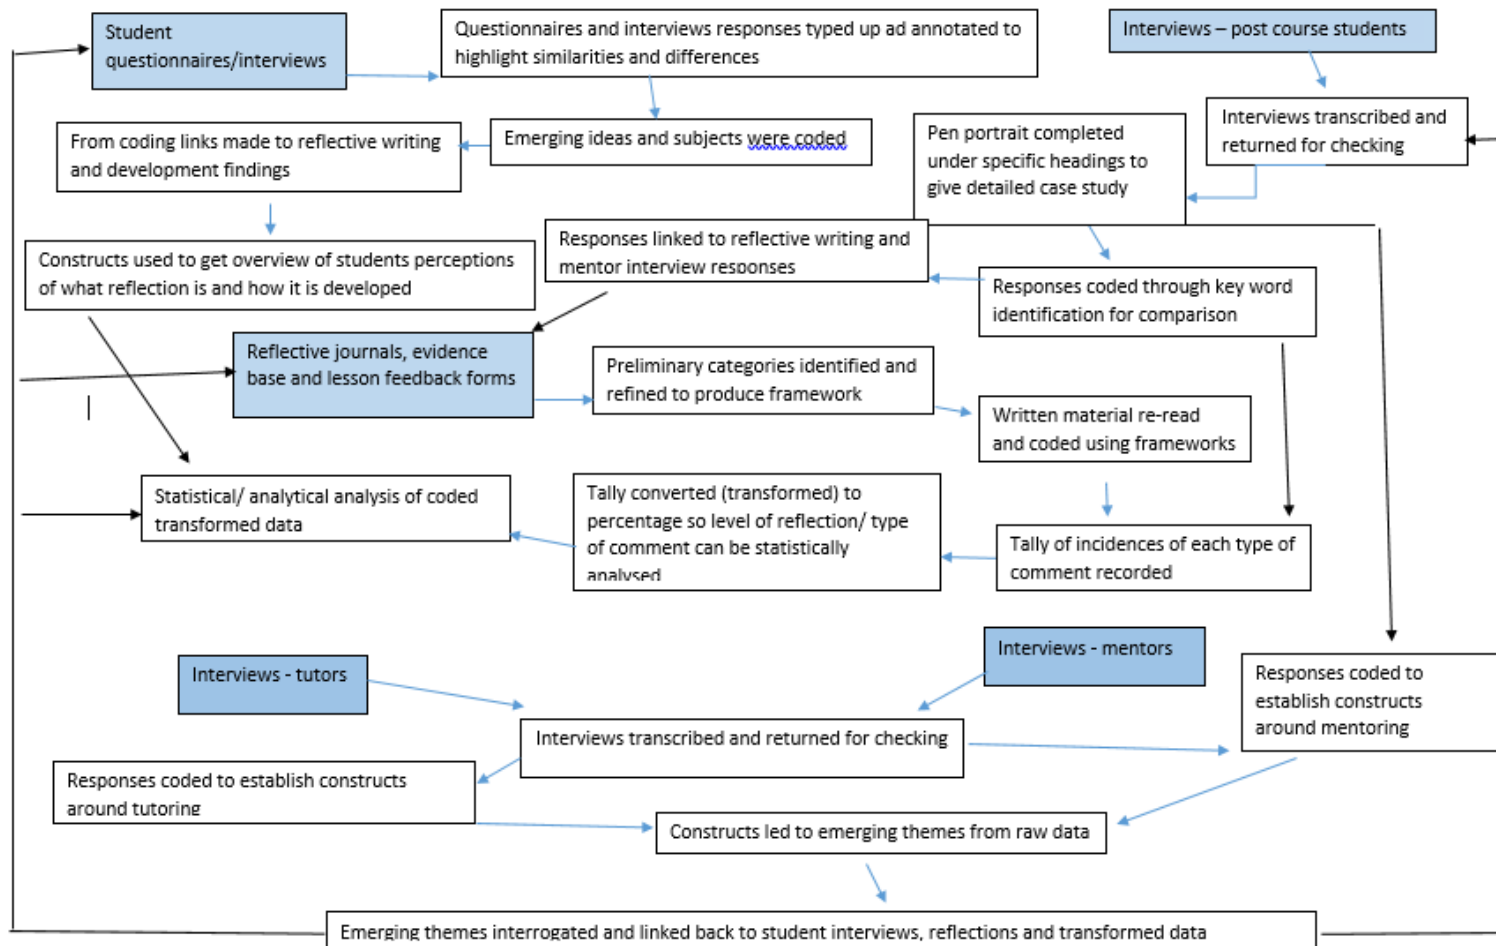 Student
questionnaires/interviews
Questionnaires and interviews responses typed up ad annotated to
highlight similarities and differences
Interviews – post course students
Interviews transcribed and
returned for checking
From coding links made to reflective writing
and development findings
Emerging ideas and subjects were coded
Pen portrait completed
under specific headings to
give detailed case study
Constructs used to get overview of students perceptions
of what reflection is and how it is developed
Responses linked to reflective writing and
mentor interview responses
Responses coded through key word
identification for comparison
Reflective journals, evidence
base and lesson feedback forms
Preliminary categories identified and
refined to produce framework
Written material re-read
and coded using frameworks
Statistical/ analytical analysis of coded
transformed data
Tally converted (transformed) to
percentage so level of reflection/ type
of comment can be statistically
analysed
Tally of incidences of each type of
comment recorded
Interviews - tutors
Interviews - mentors
Responses coded to
establish constructs
around mentoring
Interviews transcribed and returned for checking
Responses coded to establish constructs
around tutoring
Constructs led to emerging themes from raw data
Emerging themes interrogated and linked back to student interviews, reflections and transformed data